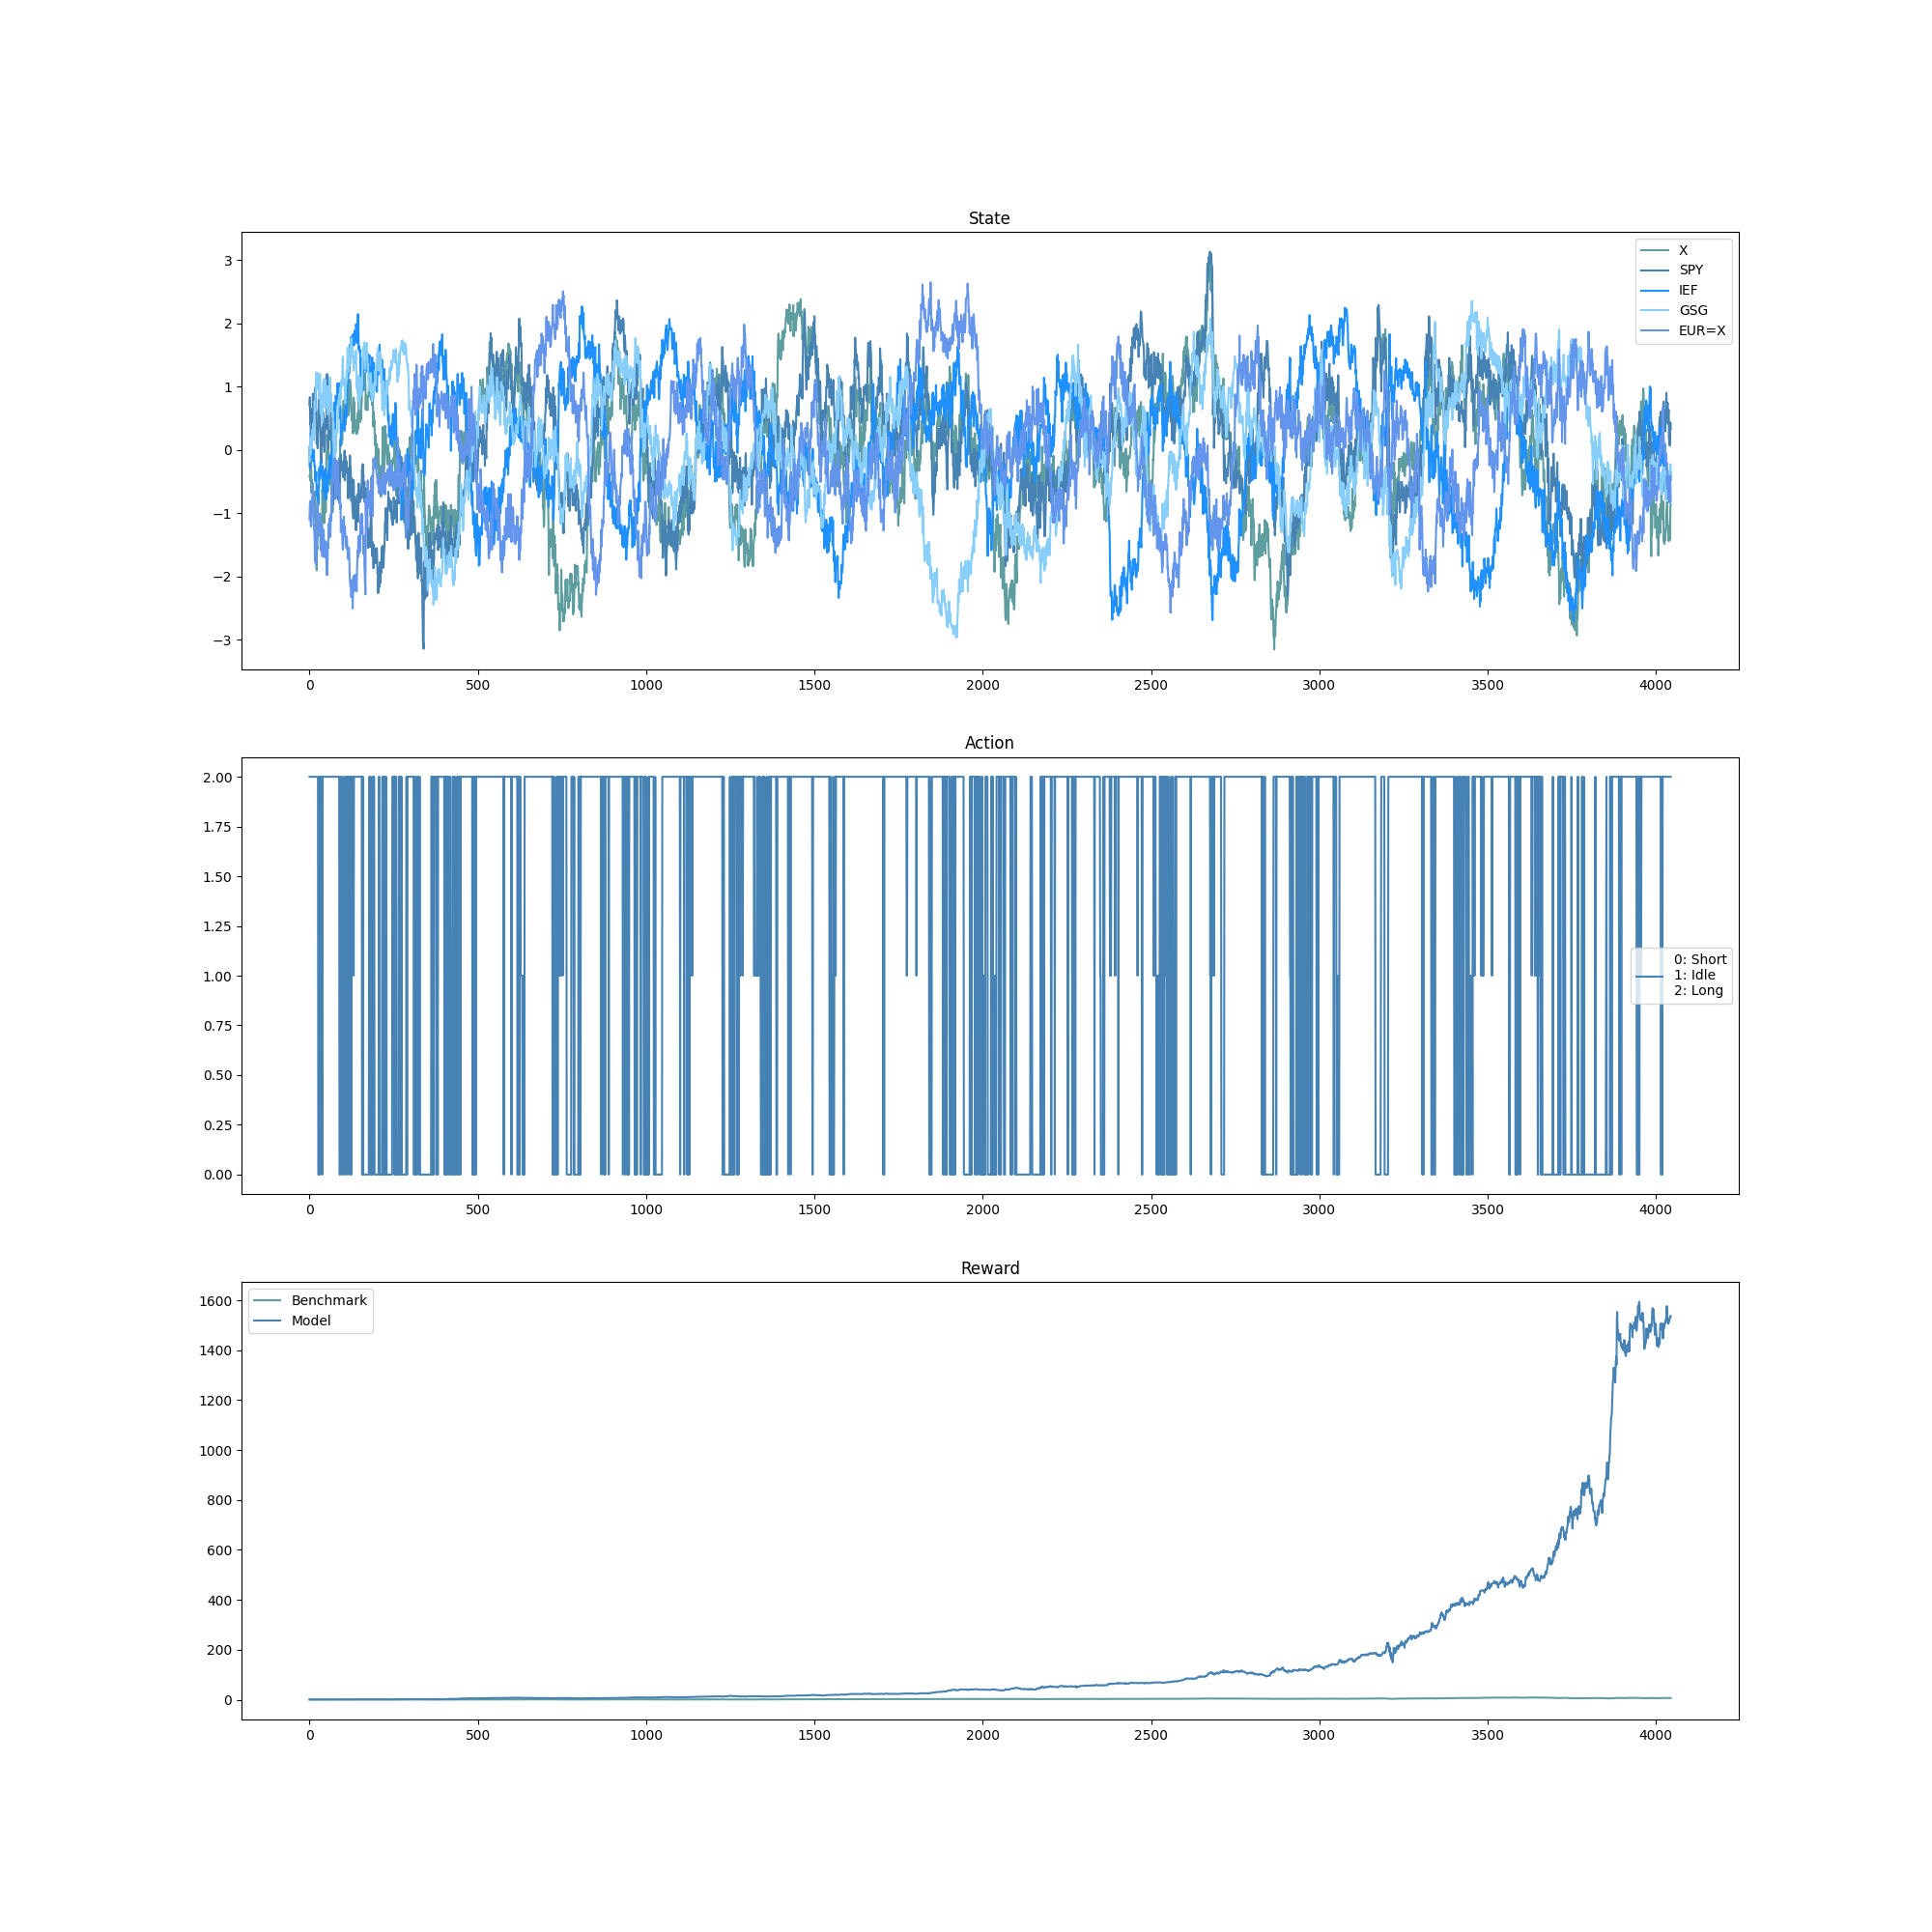 State
3
2
1
0
−1
−2
−3
X
SPY
IEF
GSG
EUR=X
0 500 1000 1500 2000 2500 3000 3500 4000
Action
2.00
1.75
1.50
1.25
1.00
0.75
0.50
0.25
0.00
0: Short
1: Idle
2: Long
0 500 1000 1500 2000 2500 3000 3500 4000
Reward
1600
1400
1200
1000
800
600
400
200
0
Benchmark
Model
0 500 1000 1500 2000 2500 3000 3500 4000